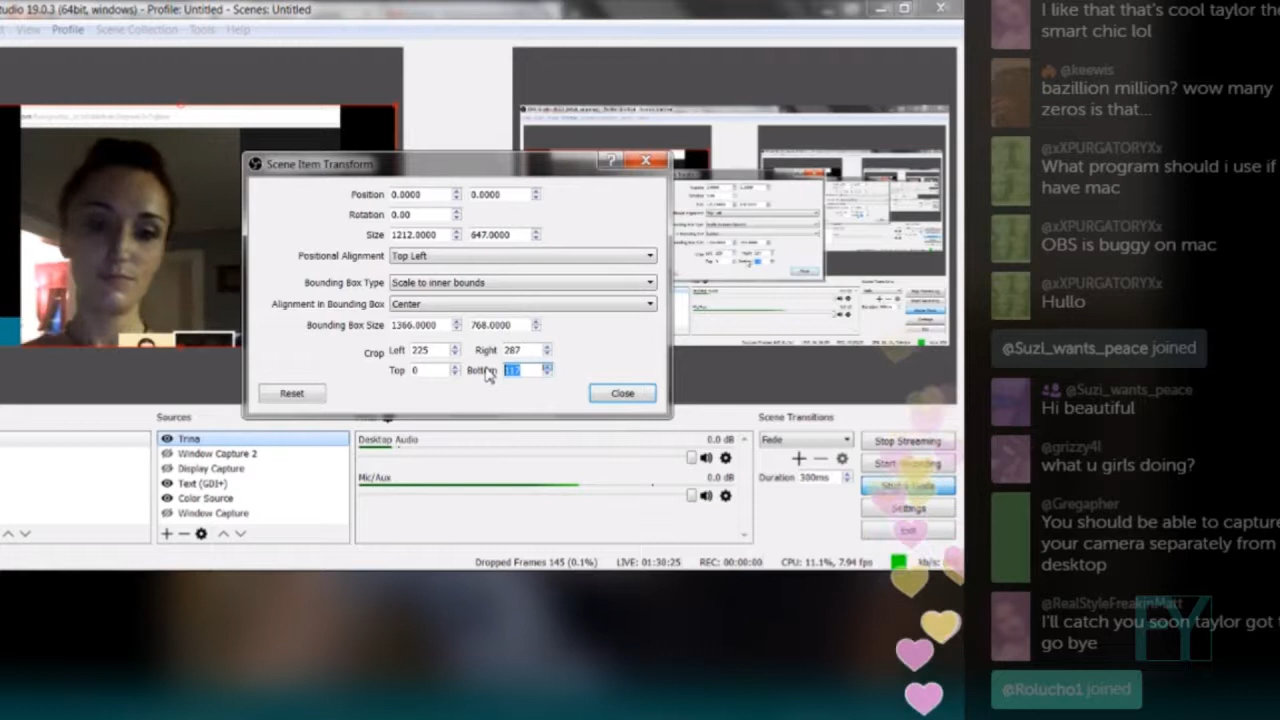 tudio 19.0.3 (64bit, windows) - Profile: Untitled - Scenes: Untitled
View Profile Scene Collection Tools Help
Scene Item Transform
Position 0.0000 0.0000
Rotation 0.00
Size 1212.0000 647.0000
Positional Alignment Top Left
Bounding Box Type Scale to inner bounds
Alignment in Bounding Box Center
Bounding Box Size 1366.0000 768.0000
Crop Left 225 Right 287
Top 0 Bottom 117
Reset Close
Sources
Trina
Window Capture 2
Display Capture
Text (GDI+)
Color Source
Window Capture
Desktop Audio 0.0 dB
Mic/Aux 0.0 dB
Scene Transitions
Fade
Duration 300ms
Stop Streaming
Start Recording
Studio Mode
Settings
Exit
Dropped Frames 145 (0.1%) LIVE: 01:30:25 REC: 00:00:00 CPU: 11.1%, 7.94 fps kb/s
I like that that's cool taylor the
smart chic lol
@keewis
bazillion million? wow many
zeros is that...
@xXPURGATORYXx
What program should i use if
have mac
@xXPURGATORYXx
OBS is buggy on mac
@xXPURGATORYXx
Hullo
@Suzi_wants_peace joined
@Suzi_wants_peace
Hi beautiful
@grizzy4l
what u girls doing?
@Gregapher
You should be able to capture
your camera separately from
desktop
@RealStyleFreakinMatt
I'll catch you soon taylor got
go bye
FY
@Rolucho1 joined